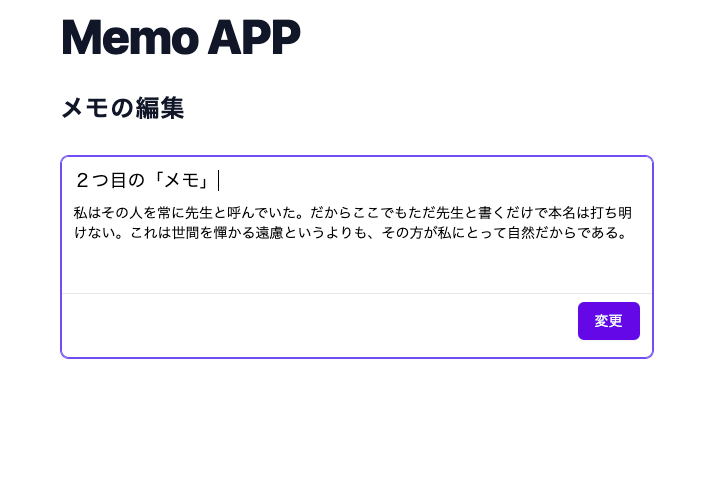 Memo APP
メモの編集
２つ目の「メモ」
私はその人を常に先生と呼んでいた。だからここでもただ先生と書くだけで本名は打ち明
けない。これは世間を憚かる遠慮というよりも、その方が私にとって自然だからである。
変更